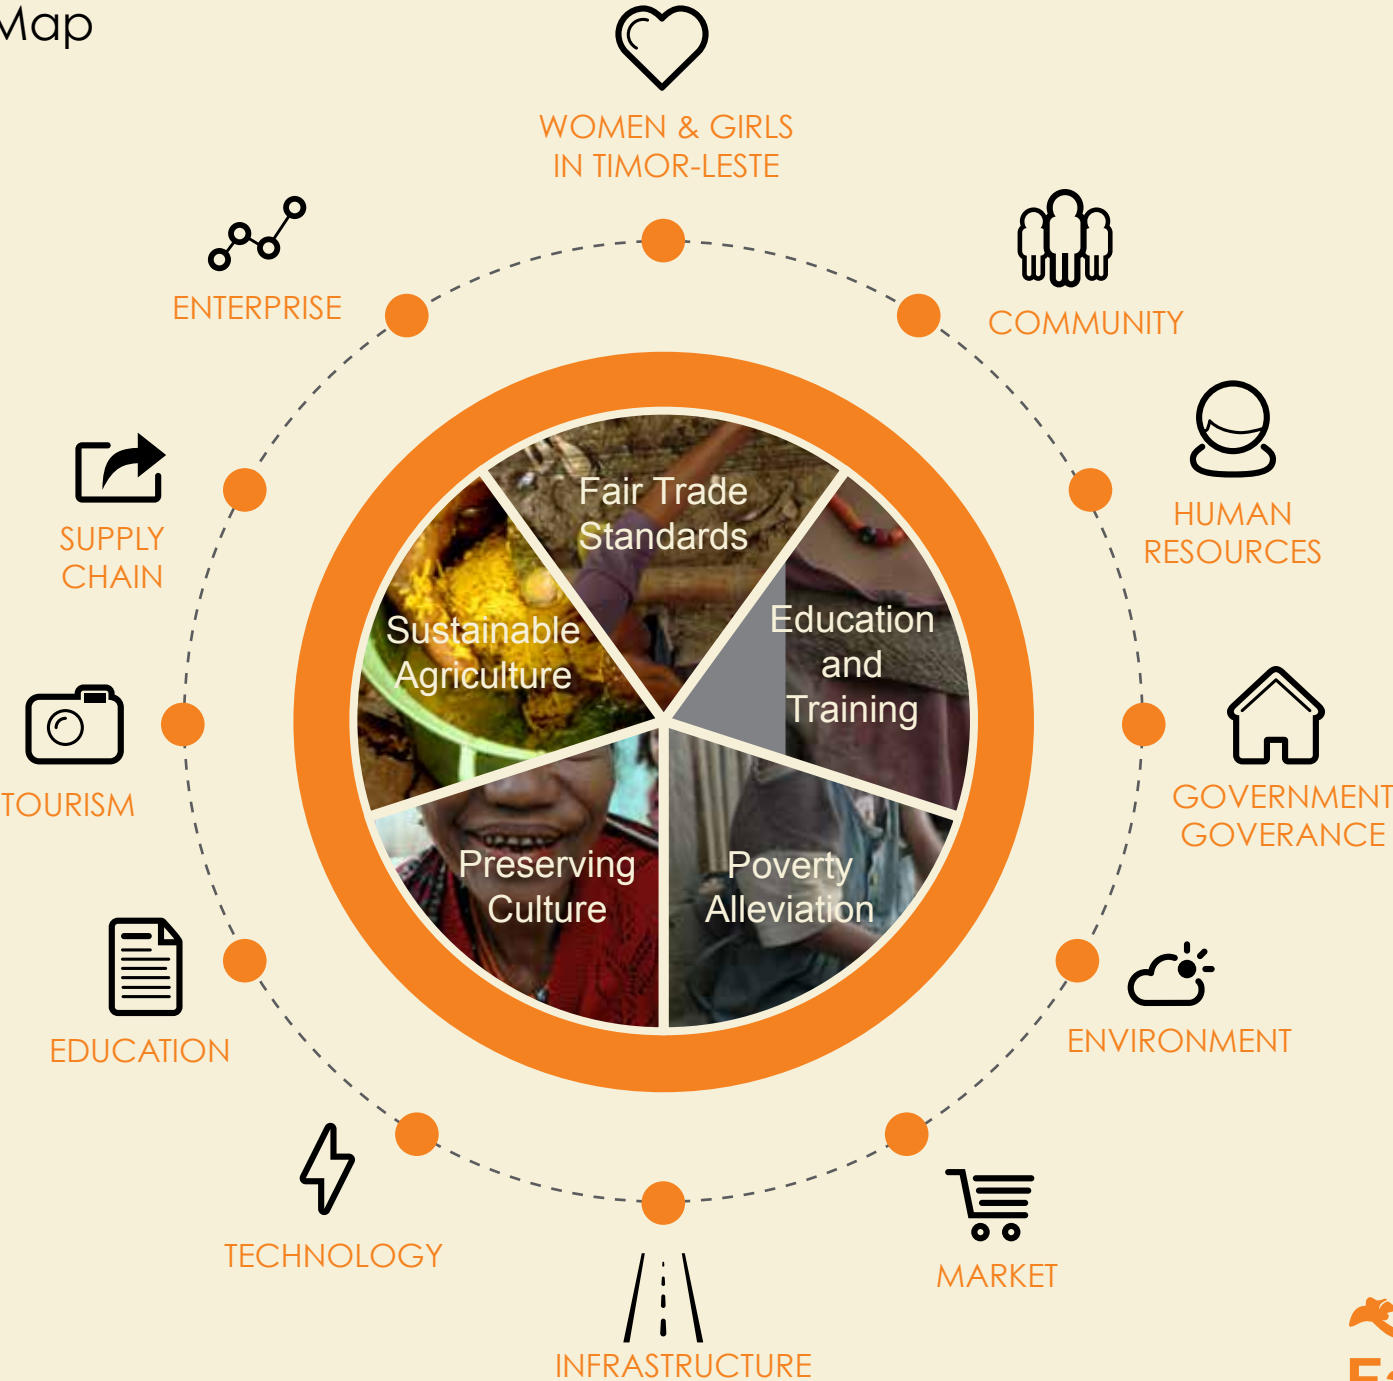 Map
WOMEN & GIRLS
IN TIMOR-LESTE
ENTERPRISE
COMMUNITY
SUPPLY
CHAIN
HUMAN
RESOURCES
TOURISM
GOVERNMENT
GOVERANCE
EDUCATION
ENVIRONMENT
TECHNOLOGY
MARKET
INFRASTRUCTURE
Fair Trade
Standards
Education
and
Training
Sustainable
Agriculture
Preserving
Culture
Poverty
Alleviation